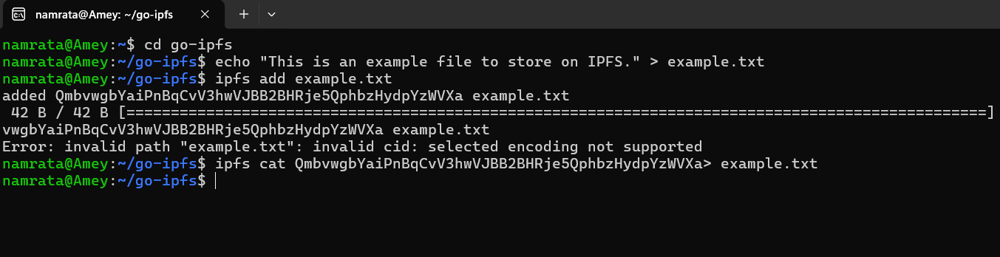 namrata@Amey: ~/go-ipfs
namrata@Amey:~$ cd go-ipfs
namrata@Amey:~/go-ipfs$ echo "This is an example file to store on IPFS." > example.txt
namrata@Amey:~/go-ipfs$ ipfs add example.txt
added QmbvwgbYaiPnBqCvV3hwVJBB2BHRje5QphbzHydpYzWVXa example.txt
42 B / 42 B [=================================================================================================]
vwgbYaiPnBqCvV3hwVJBB2BHRje5QphbzHydpYzWVXa example.txt
Error: invalid path "example.txt": invalid cid: selected encoding not supported
namrata@Amey:~/go-ipfs$ ipfs cat QmbvwgbYaiPnBqCvV3hwVJBB2BHRje5QphbzHydpYzWVXa> example.txt
namrata@Amey:~/go-ipfs$